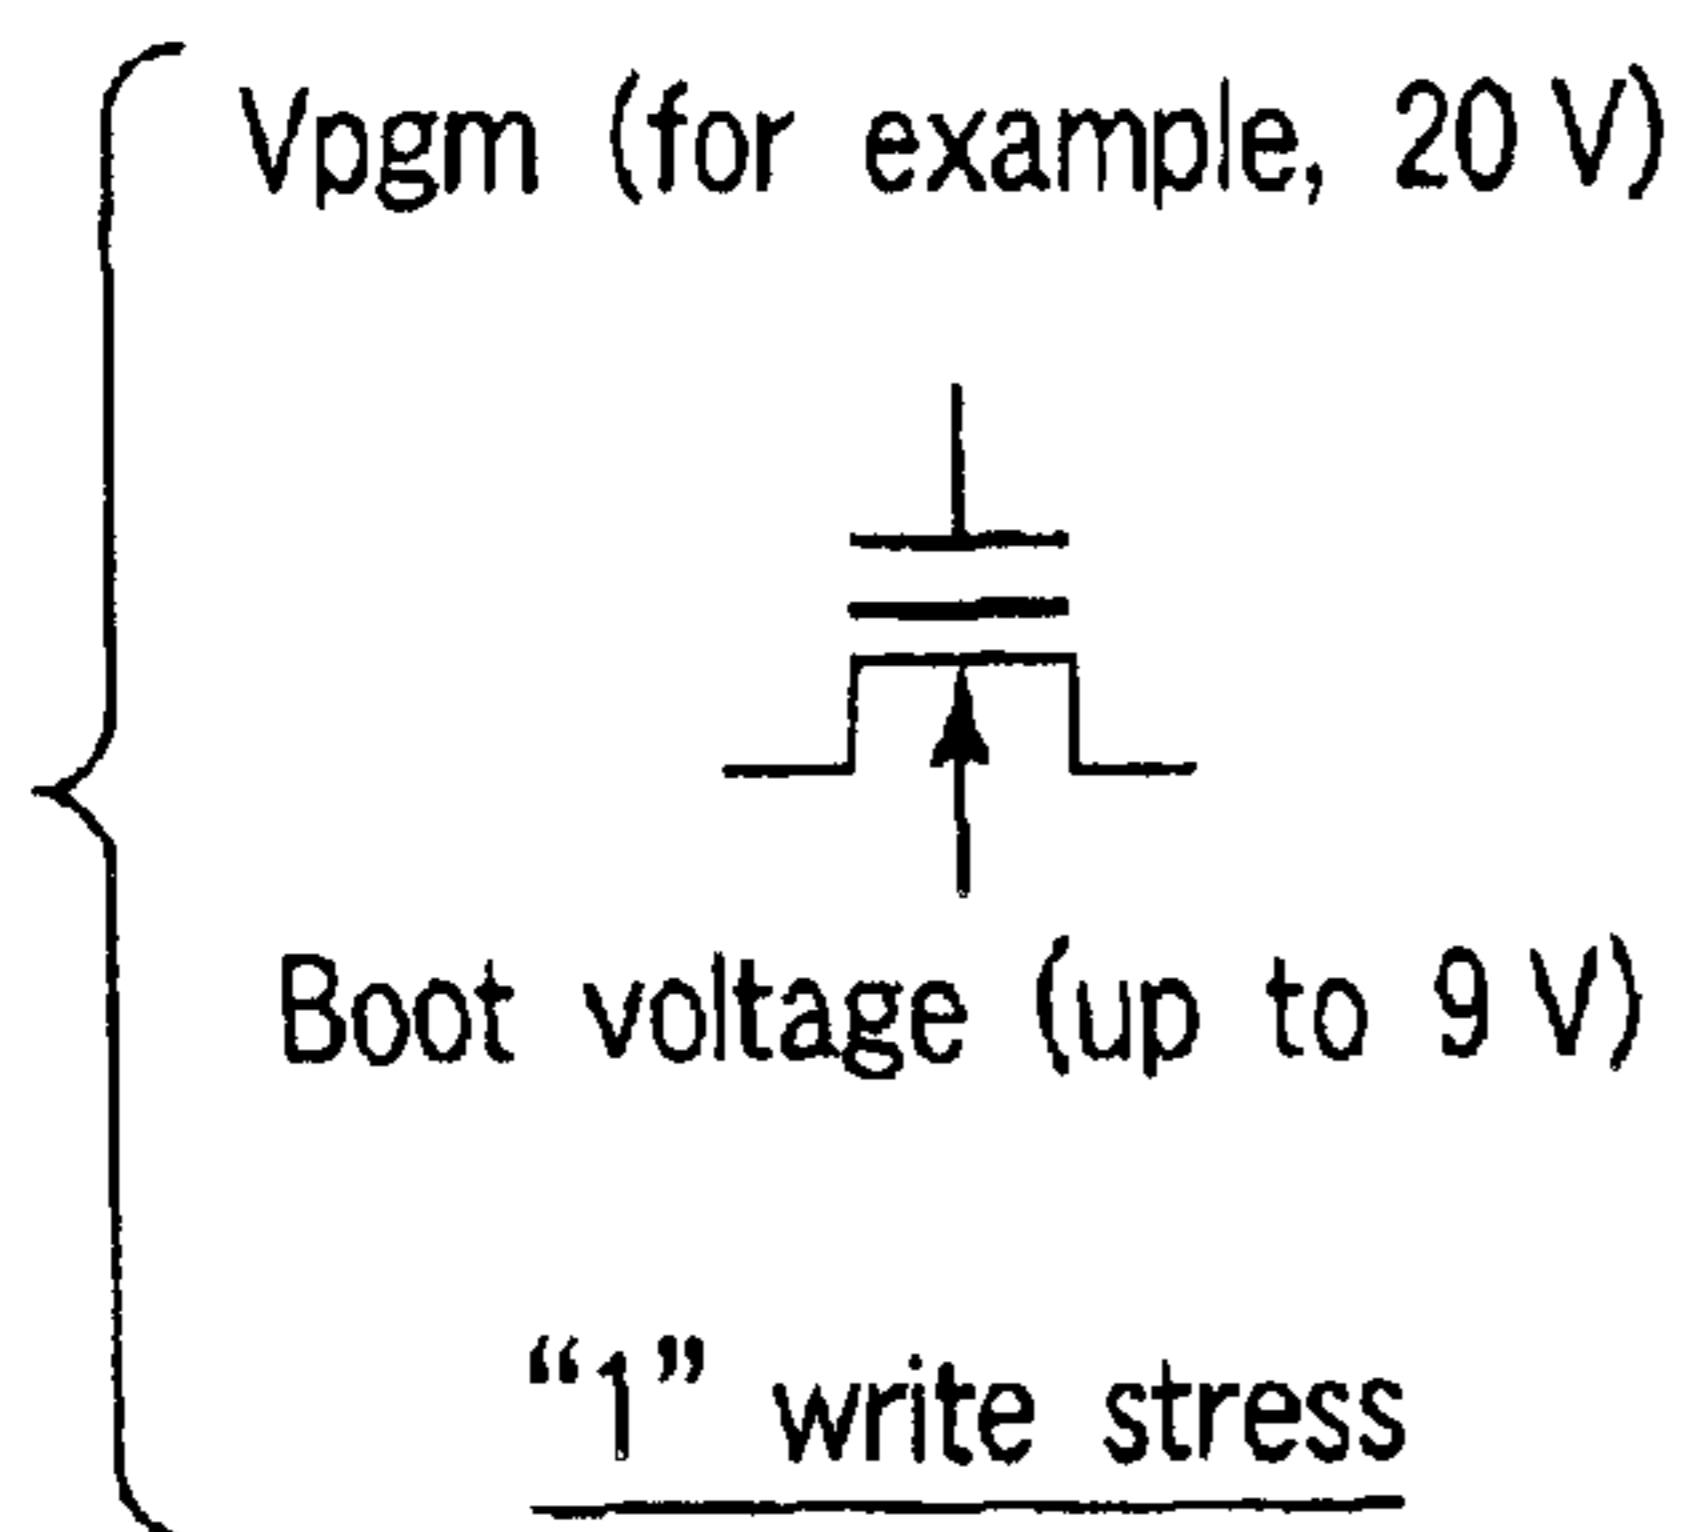 Vpgm (for example, 20 V)
Boot voltage (up to 9 V)
“1” write stress